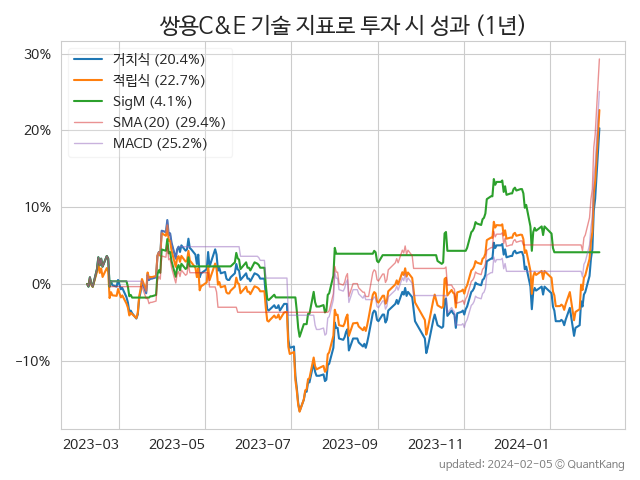 쌍용C&E 기술 지표로 투자 시 성과 (1년)
30%
20%
10%
0%
−10%
거치식 (20.4%)
적립식 (22.7%)
SigM (4.1%)
SMA(20) (29.4%)
MACD (25.2%)
2023-03 2023-05 2023-07 2023-09 2023-11 2024-01
updated: 2024-02-05 © QuantKang